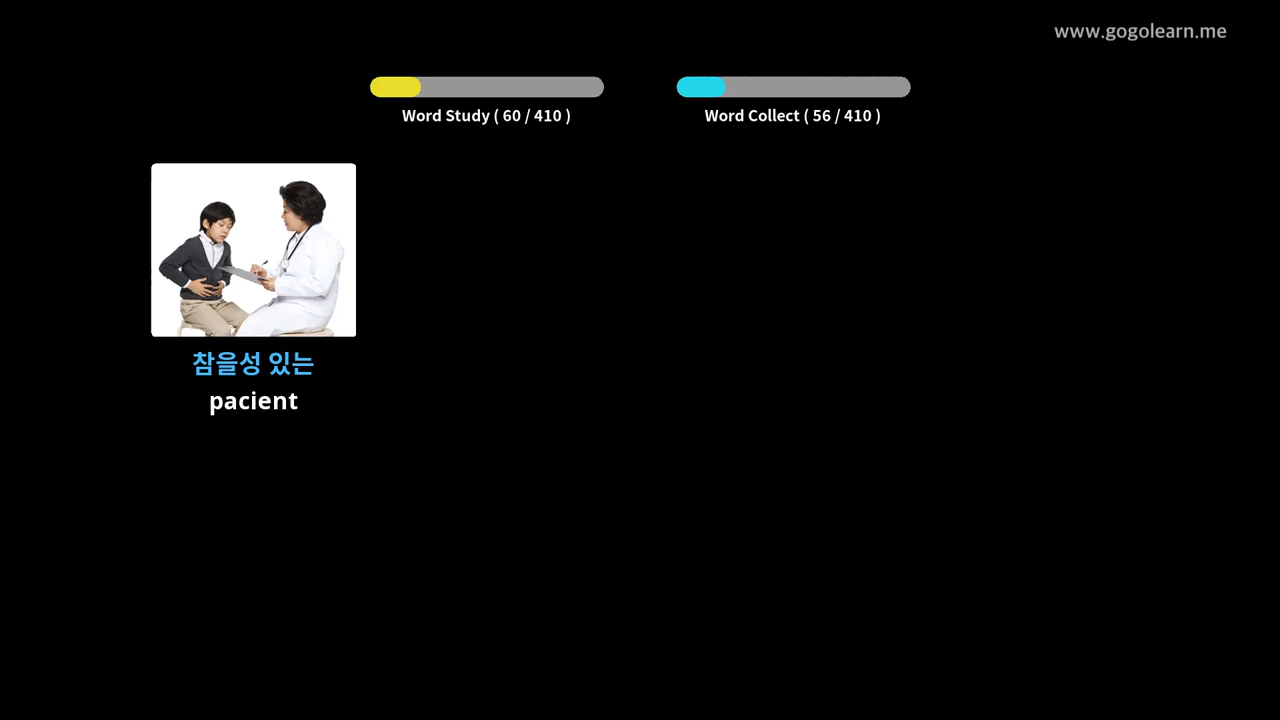 www.gogolearn.me
Word Study ( 60 / 410 )
Word Collect ( 56 / 410 )
참을성 있는
pacient